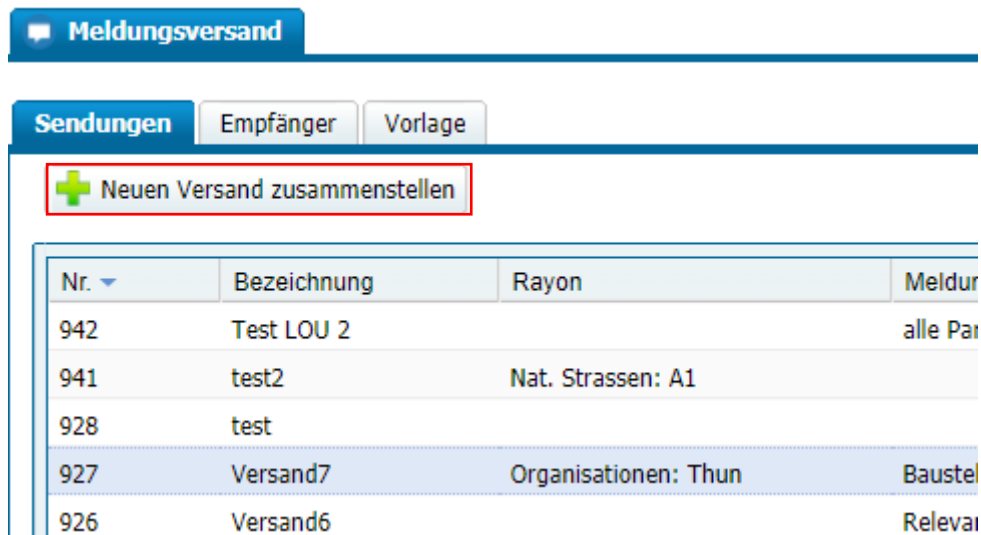 Meldungsversand
Sendungen Empfänger Vorlage
Neuen Versand zusammenstellen
Nr. Bezeichnung Rayon
942 Test LOU 2 alle
941 test2 Nat. Strassen: A1
928 test
927 Versand7 Organisationen: Thun
926 Versand6